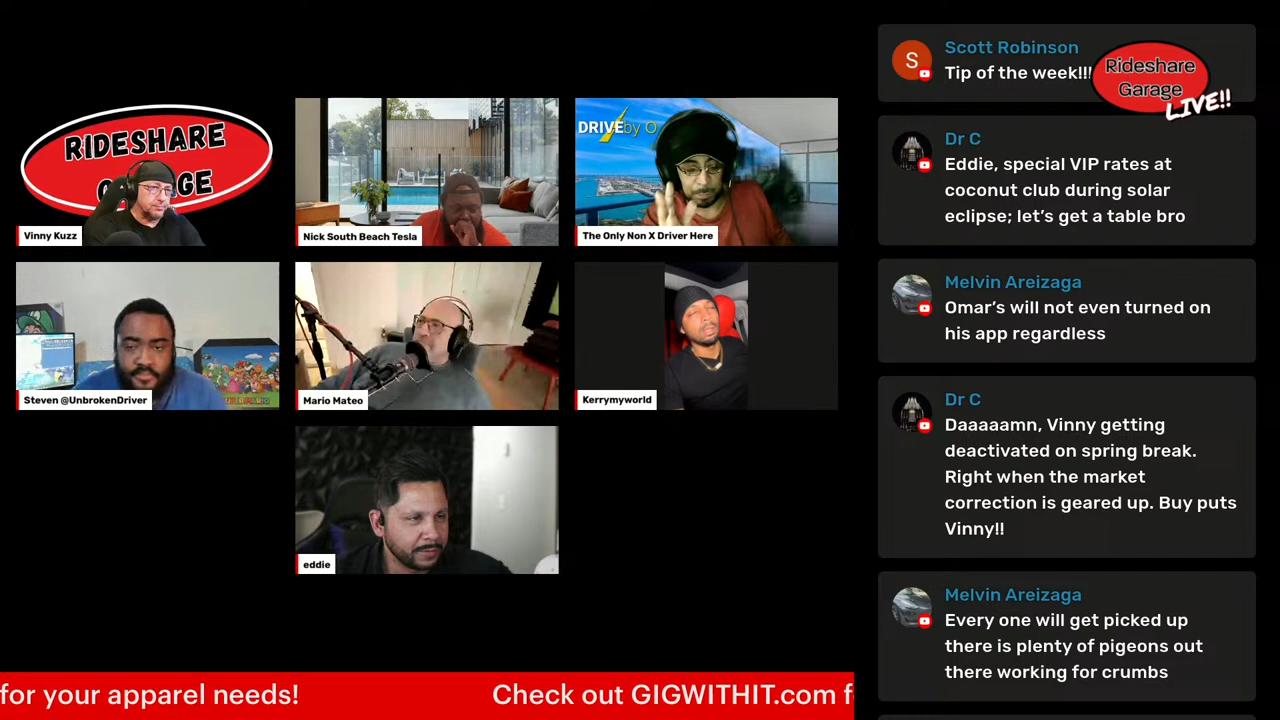 RIDESHARE
GE
Vinny Kuzz
Nick South Beach Tesla
DRIVEby O
The Only Non X Driver Here
Steven @UnbrokenDriver
Mario Mateo
Kerrymyworld
eddie
for your apparel needs!
Check out GIGWITHIT.com f
Scott Robinson
S
Tip of the week!!!
Rideshare
Garage
LIVE!!
Dr C
Eddie, special VIP rates at
coconut club during solar
eclipse; let's get a table bro
Melvin Areizaga
Omar's will not even turned on
his app regardless
Dr C
Daaaaamn, Vinny getting
deactivated on spring break.
Right when the market
correction is geared up. Buy puts
Vinny!!
Melvin Areizaga
Every one will get picked up
there is plenty of pigeons out
there working for crumbs